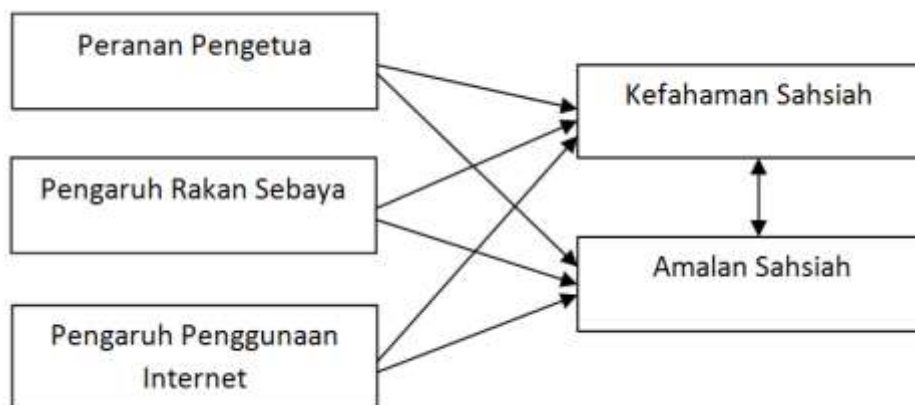 Peranan Pengetua
Kefahaman Sahsiah
Pengaruh Rakan Sebaya
Amalan Sahsiah
Pengaruh Penggunaan
Internet